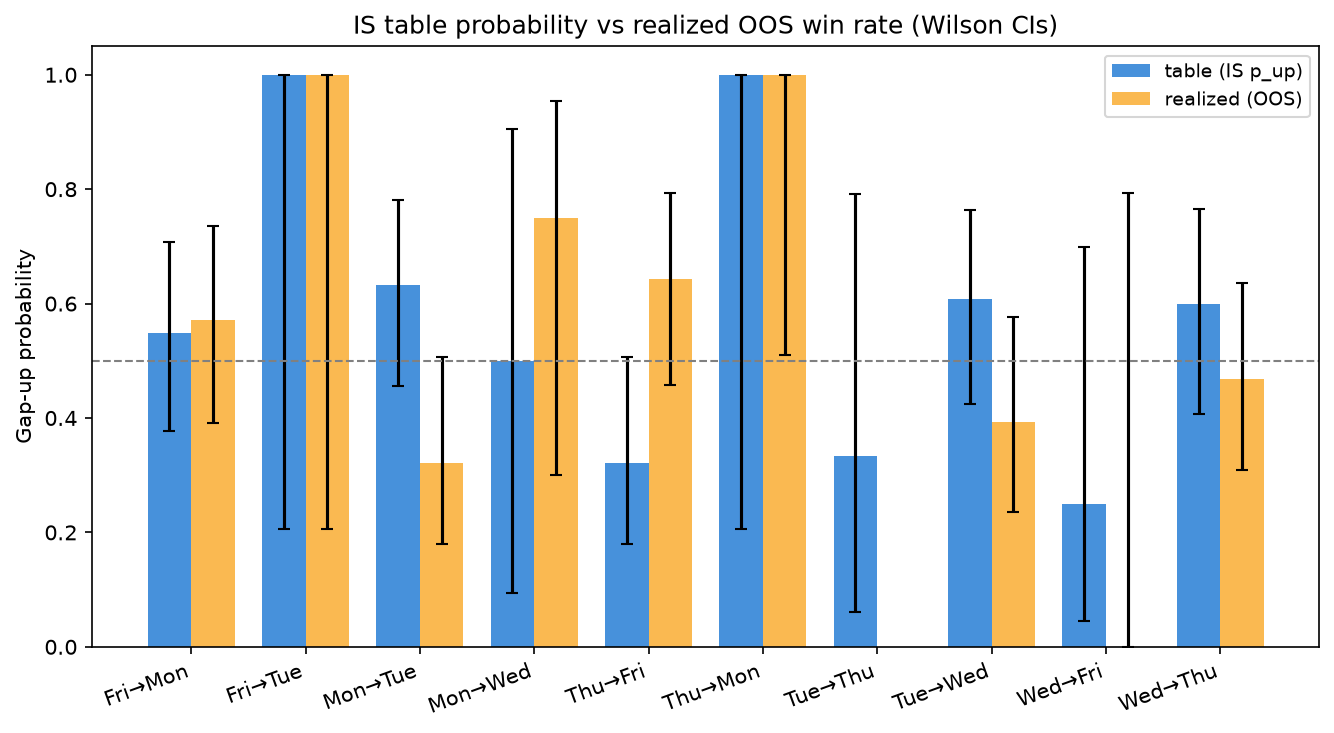 IS table probability vs realized OOS win rate (Wilson CIs)
table (IS p_up)
realized (OOS)
Gap-up probability
1.0
0.8
0.6
0.4
0.2
0.0
Fri→Mon
Fri→Tue
Mon→Tue
Mon→Wed
Thu→Fri
Thu→Mon
Tue→Thu
Tue→Wed
Wed→Fri
Wed→Thu